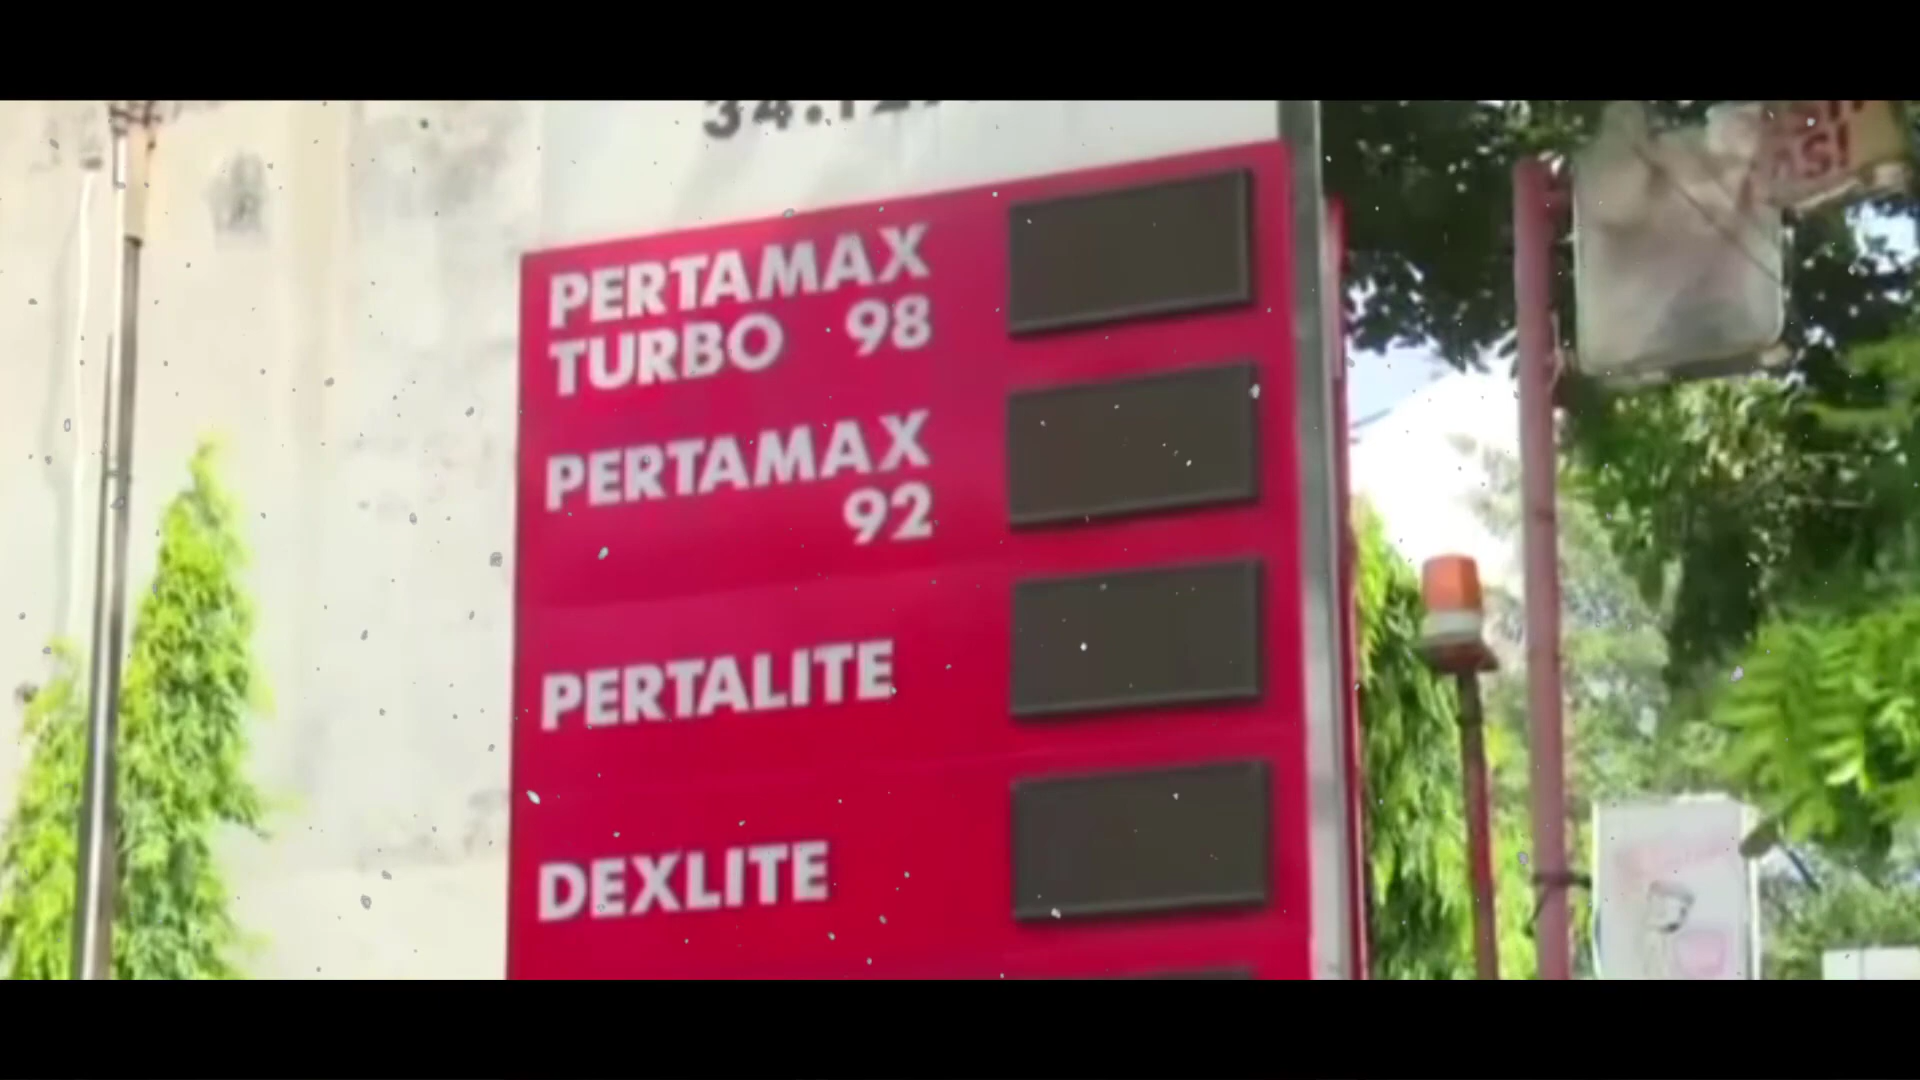 PERTAMAX
TURBO 98
PERTAMAX
92
PERTALITE
DEXLITE